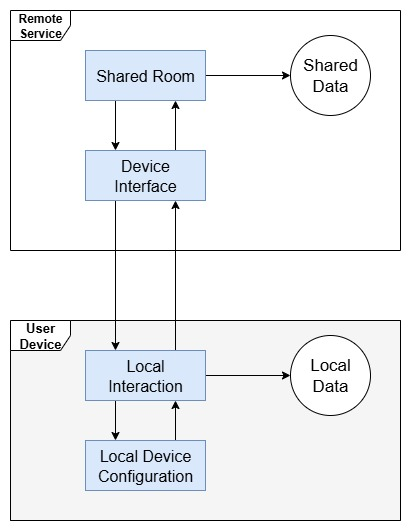 Remote
Service
Shared Room
Shared
Data
Device
Interface
User
Device
Local
Interaction
Local
Data
Local Device
Configuration